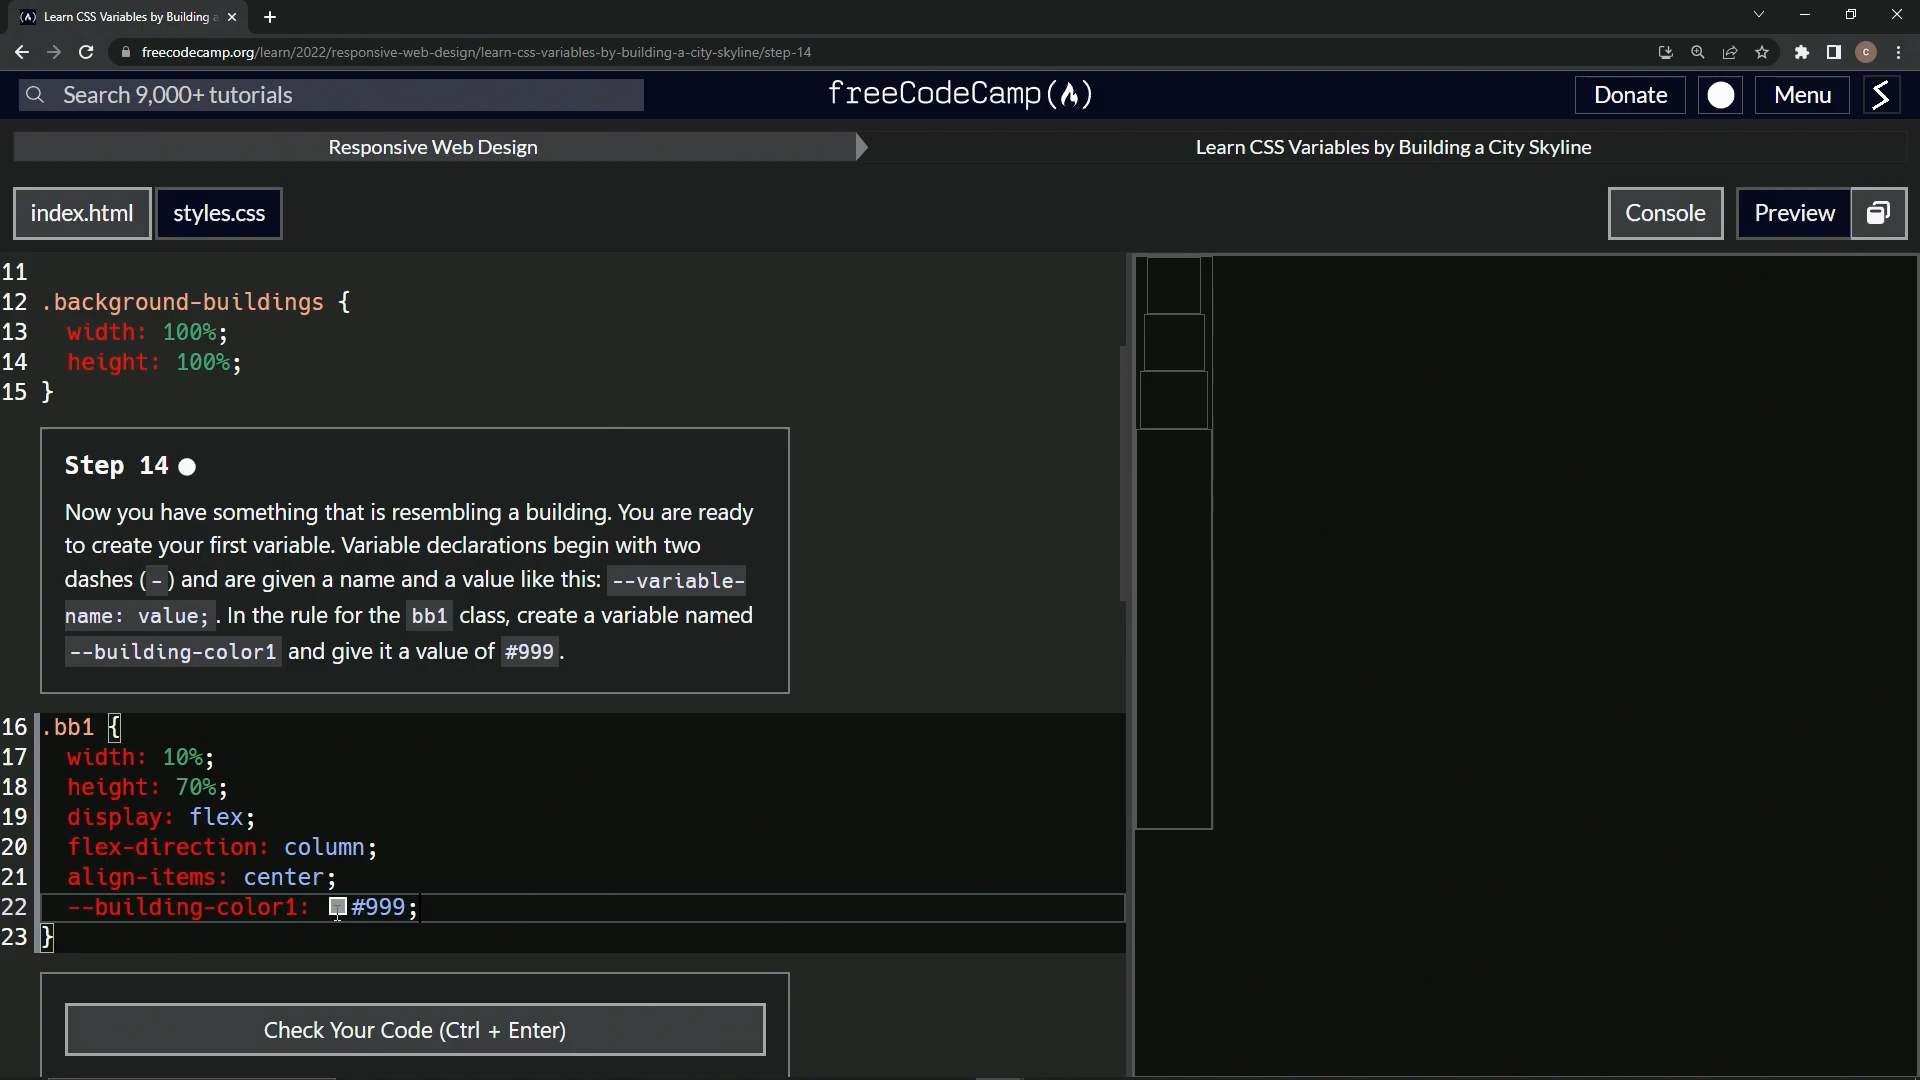 Learn CSS Variables by Building a
freecodecamp.org/learn/2022/responsive-web-design/learn-css-variables-by-building-a-city-skyline/step-14
C
Search 9,000+ tutorials
freeCodeCamp
Donate
Menu
Responsive Web Design
Learn CSS Variables by Building a City Skyline
index.html
styles.css
Console
Preview
11
12 .background-buildings {
13 width: 100%;
14 height: 100%;
15 }
Step 14
Now you have something that is resembling a building. You are ready
to create your first variable. Variable declarations begin with two
dashes (-) and are given a name and a value like this: --variable-
name: value;. In the rule for the bb1 class, create a variable named
--building-color1 and give it a value of #999.
16 .bb1 {
17 width: 10%;
18 height: 70%;
19 display: flex;
20 flex-direction: column;
21 align-items: center;
22 --building-color1: #999;
23 }
Check Your Code (Ctrl + Enter)